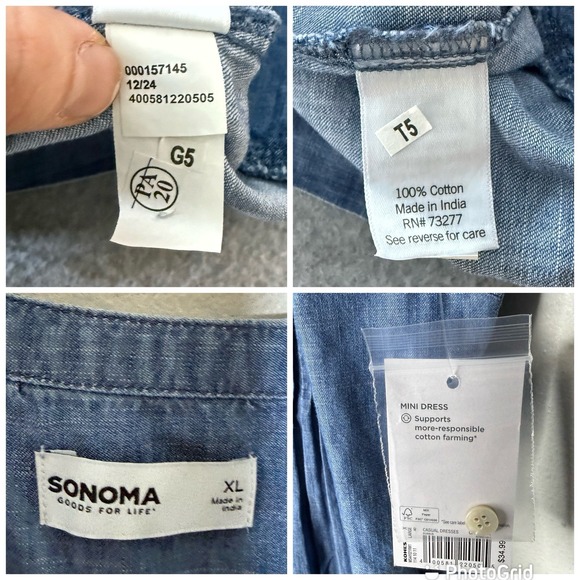 000157145
12/24
400581220505
G5
PA
20
T5
100% Cotton
Made in India
RN# 73277
See reverse for care
SONOMA
GOODS FOR LIFE
XL
Made in
India
MINI DRESS
Supports
more-responsible
cotton farming*
FSC
CASUAL DRESSES
KOHLS
$34.99
PhotoGrid